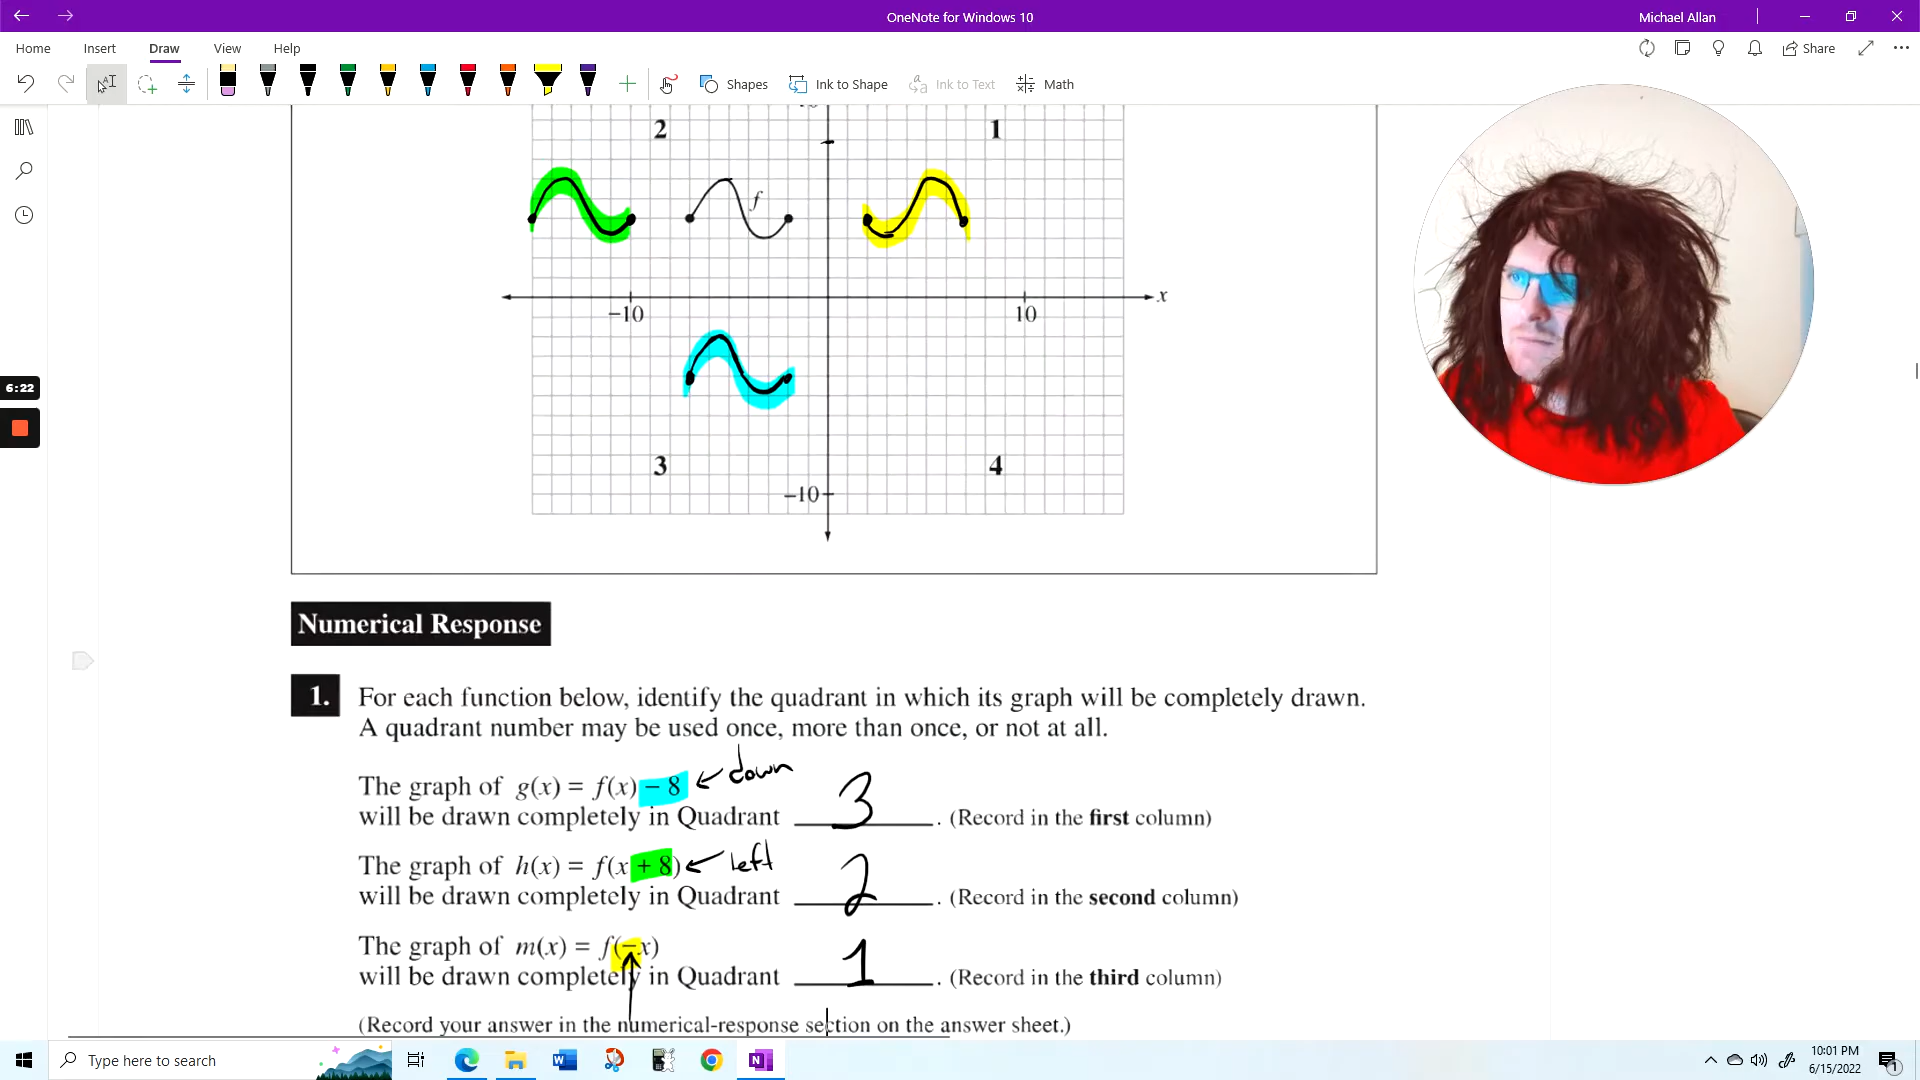 OneNote for Windows 10
Michael Allan
Home Insert Draw View Help
Share
Shapes Ink to Shape Ink to Text Math
2 1
f
x
−10 10
3 4
−10
6:22
Numerical Response
1. For each function below, identify the quadrant in which its graph will be completely drawn.
A quadrant number may be used once, more than once, or not at all.
The graph of g(x) = f(x) − 8 ← down
will be drawn completely in Quadrant 3 . (Record in the first column)
The graph of h(x) = f(x + 8) ← left
will be drawn completely in Quadrant 2 . (Record in the second column)
The graph of m(x) = f(−x)
will be drawn completely in Quadrant 1 . (Record in the third column)
(Record your answer in the numerical-response section on the answer sheet.)
Type here to search
10:01 PM
6/15/2022
1